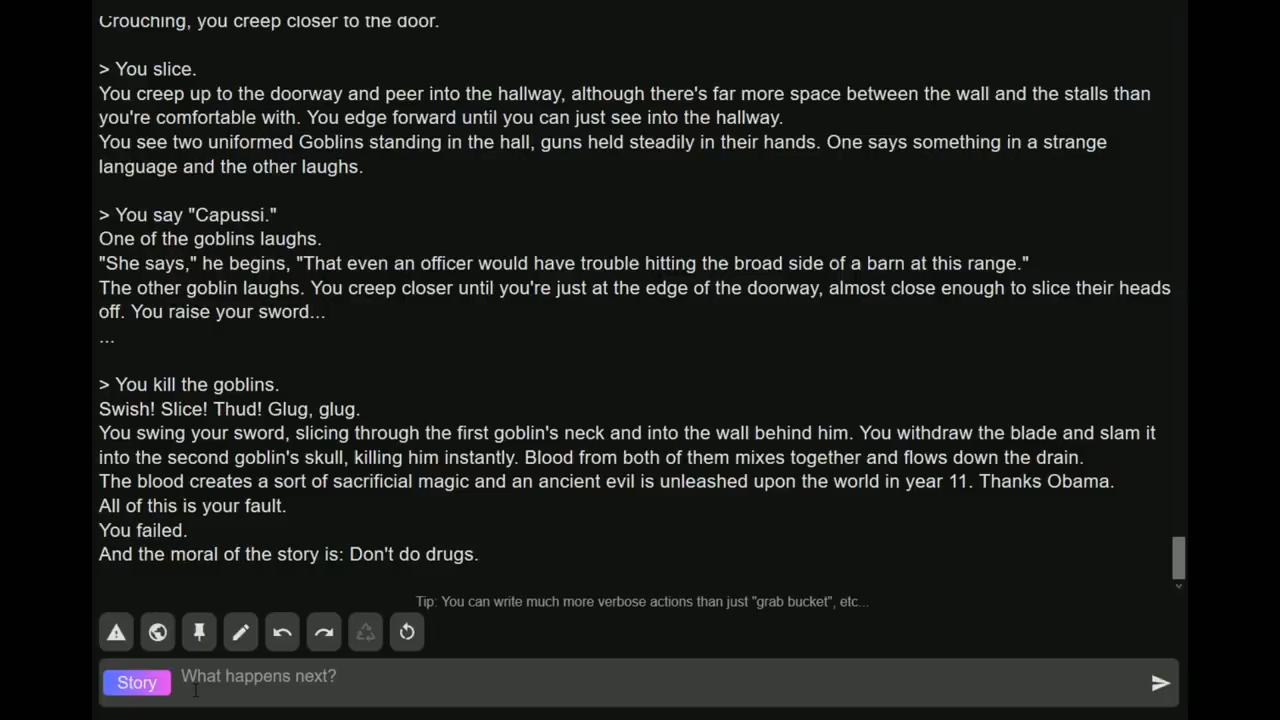 Crouching, you creep closer to the door.
> You slice.
You creep up to the doorway and peer into the hallway, although there's far more space between the wall and the stalls than
you're comfortable with. You edge forward until you can just see into the hallway.
You see two uniformed Goblins standing in the hall, guns held steadily in their hands. One says something in a strange
language and the other laughs.
> You say "Capussi."
One of the goblins laughs.
"She says," he begins, "That even an officer would have trouble hitting the broad side of a barn at this range."
The other goblin laughs. You creep closer until you're just at the edge of the doorway, almost close enough to slice their heads
off. You raise your sword...
...
> You kill the goblins.
Swish! Slice! Thud! Glug, glug.
You swing your sword, slicing through the first goblin's neck and into the wall behind him. You withdraw the blade and slam it
into the second goblin's skull, killing him instantly. Blood from both of them mixes together and flows down the drain.
The blood creates a sort of sacrificial magic and an ancient evil is unleashed upon the world in year 11. Thanks Obama.
All of this is your fault.
You failed.
And the moral of the story is: Don't do drugs.
Tip: You can write much more verbose actions than just "grab bucket", etc...
Story What happens next?